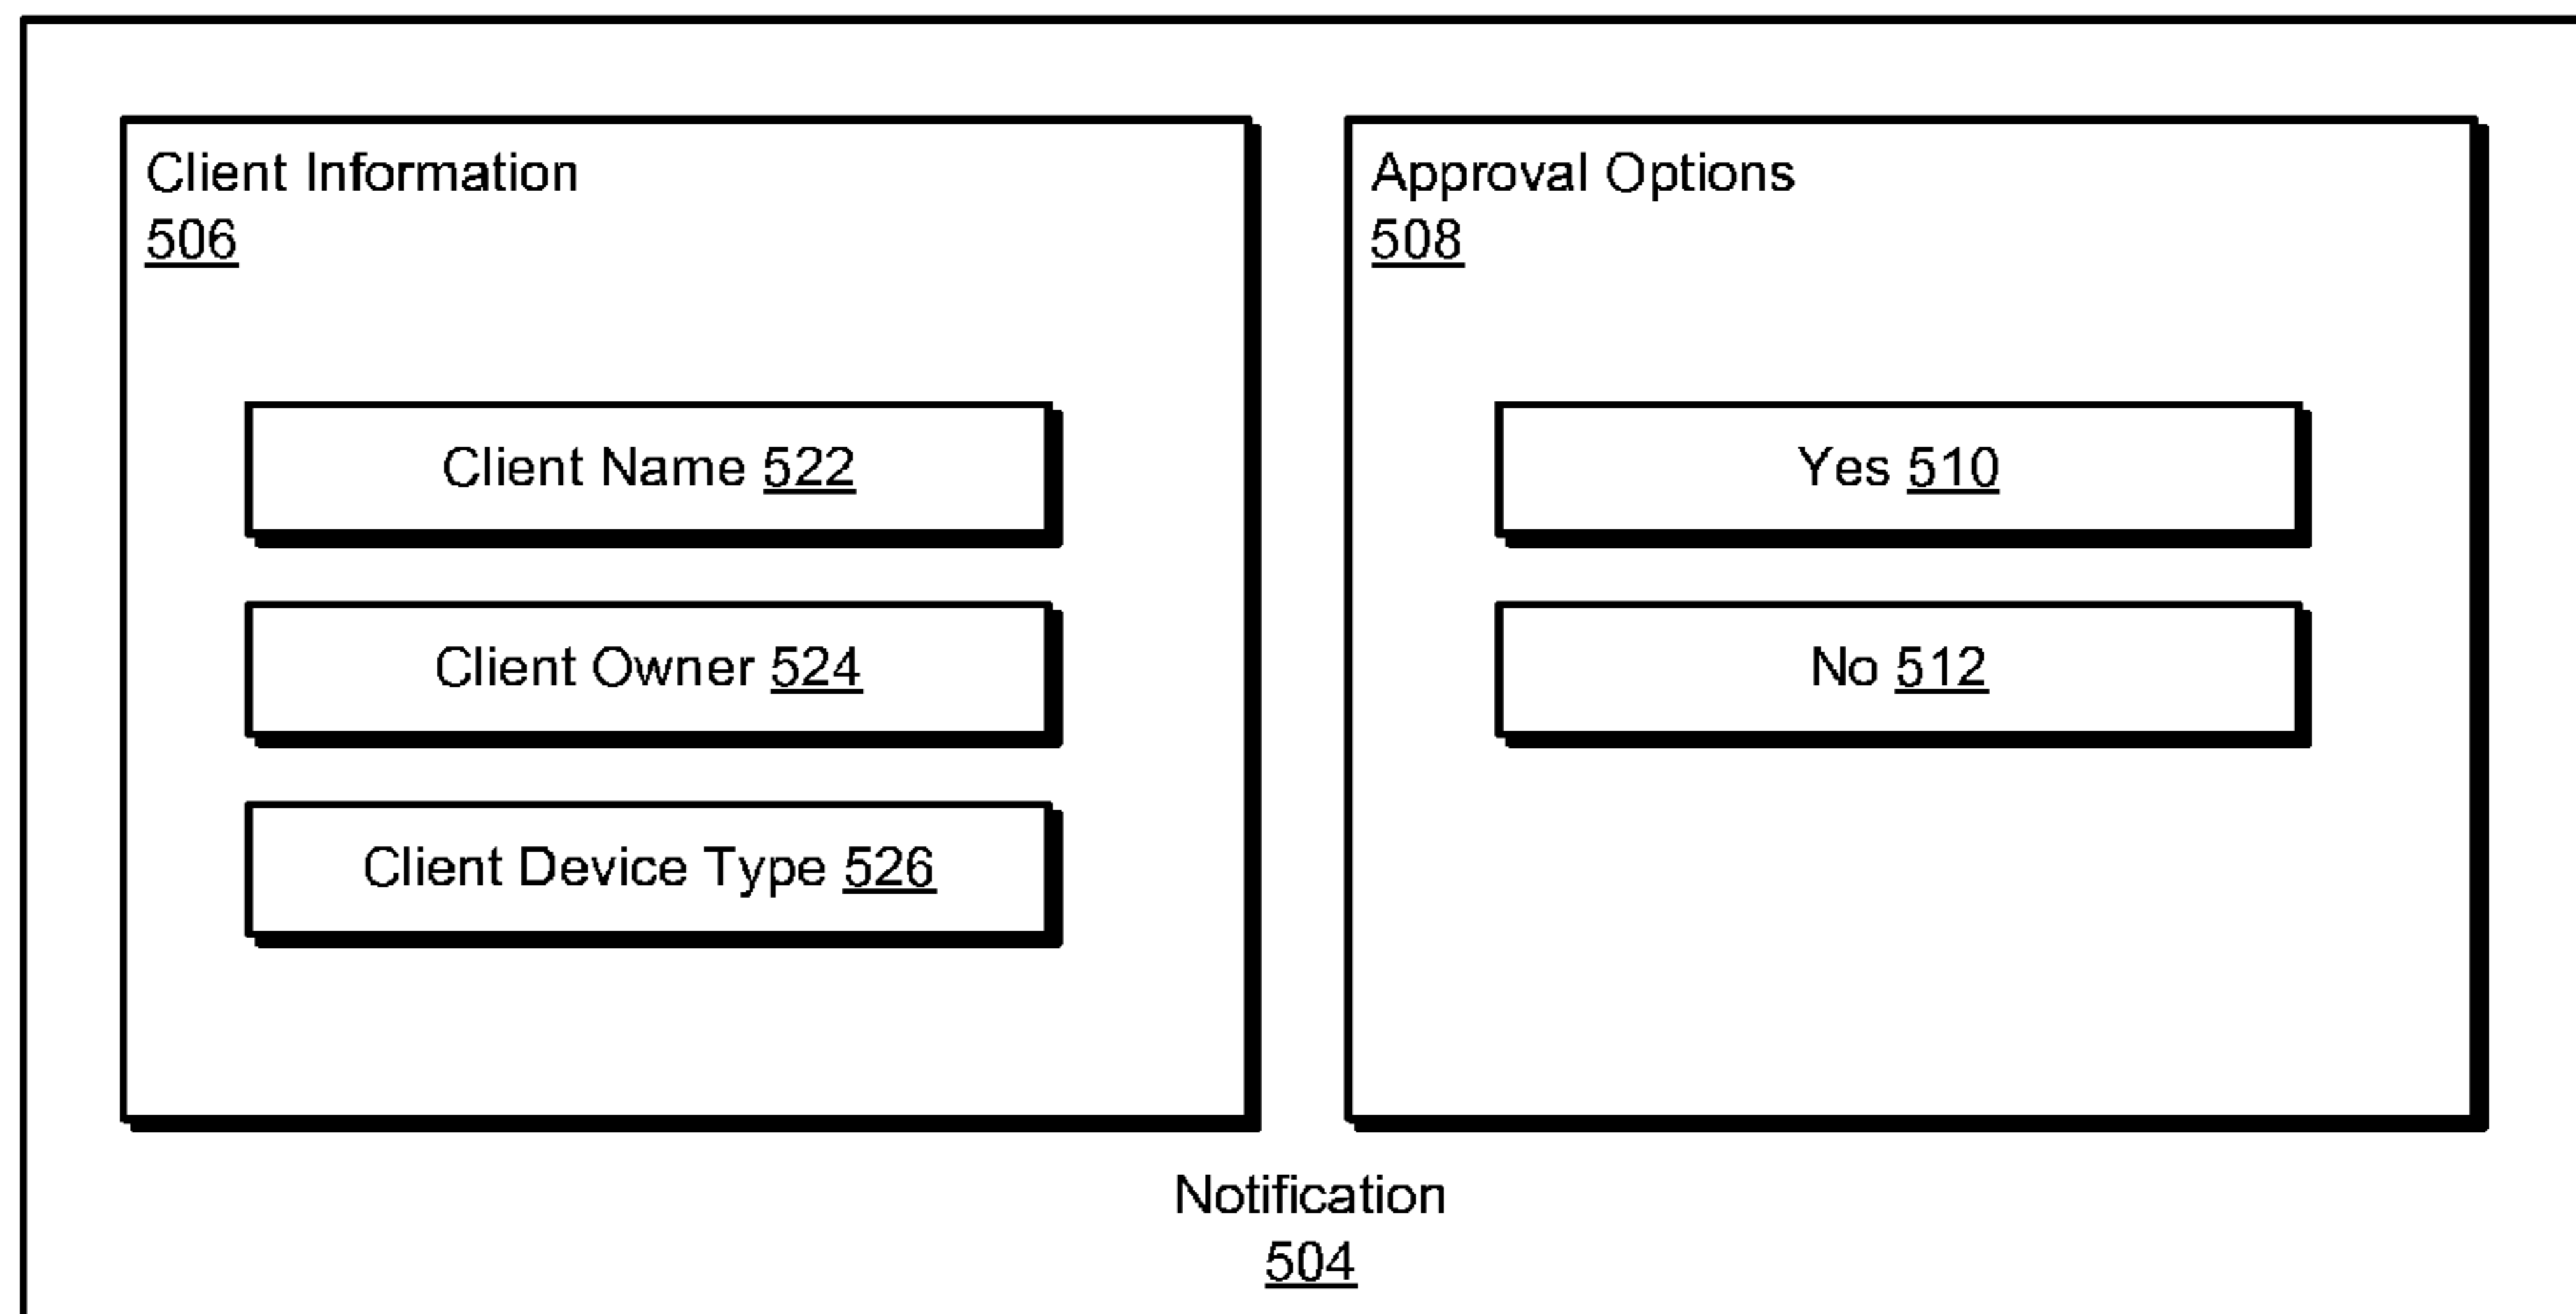 Client Information
506
Client Name 522
Client Owner 524
Client Device Type 526
Approval Options
508
Yes 510
No 512
Notification
504